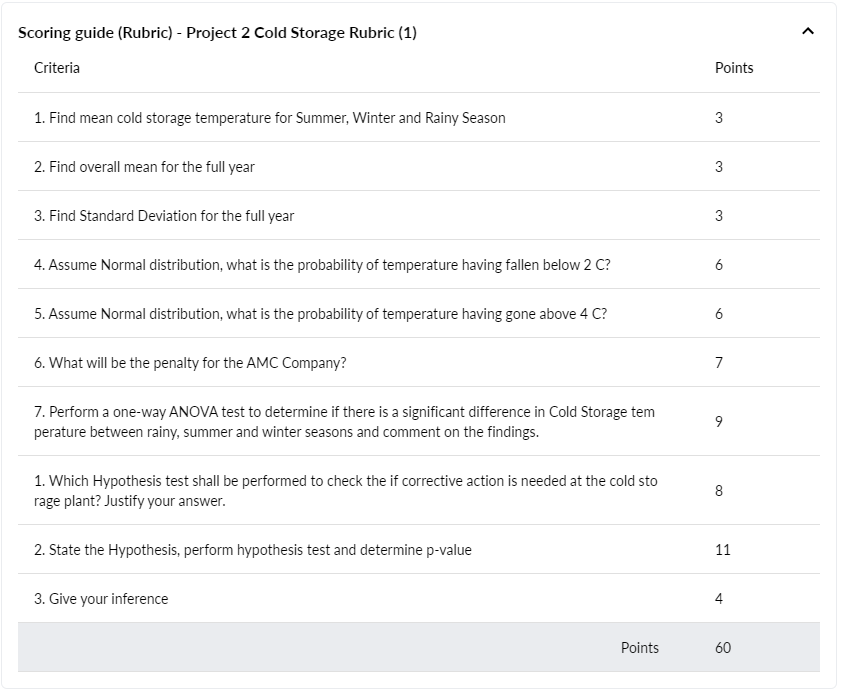 Scoring guide (Rubric) - Project 2 Cold Storage Rubric (1)
Criteria Points
1. Find mean cold storage temperature for Summer, Winter and Rainy Season 3
2. Find overall mean for the full year 3
3. Find Standard Deviation for the full year 3
4. Assume Normal distribution, what is the probability of temperature having fallen below 2 C? 6
5. Assume Normal distribution, what is the probability of temperature having gone above 4 C? 6
6. What will be the penalty for the AMC Company? 7
7. Perform a one-way ANOVA test to determine if there is a significant difference in Cold Storage tem
perature between rainy, summer and winter seasons and comment on the findings. 9
1. Which Hypothesis test shall be performed to check the if corrective action is needed at the cold sto
rage plant? Justify your answer. 8
2. State the Hypothesis, perform hypothesis test and determine p-value 11
3. Give your inference 4
Points 60